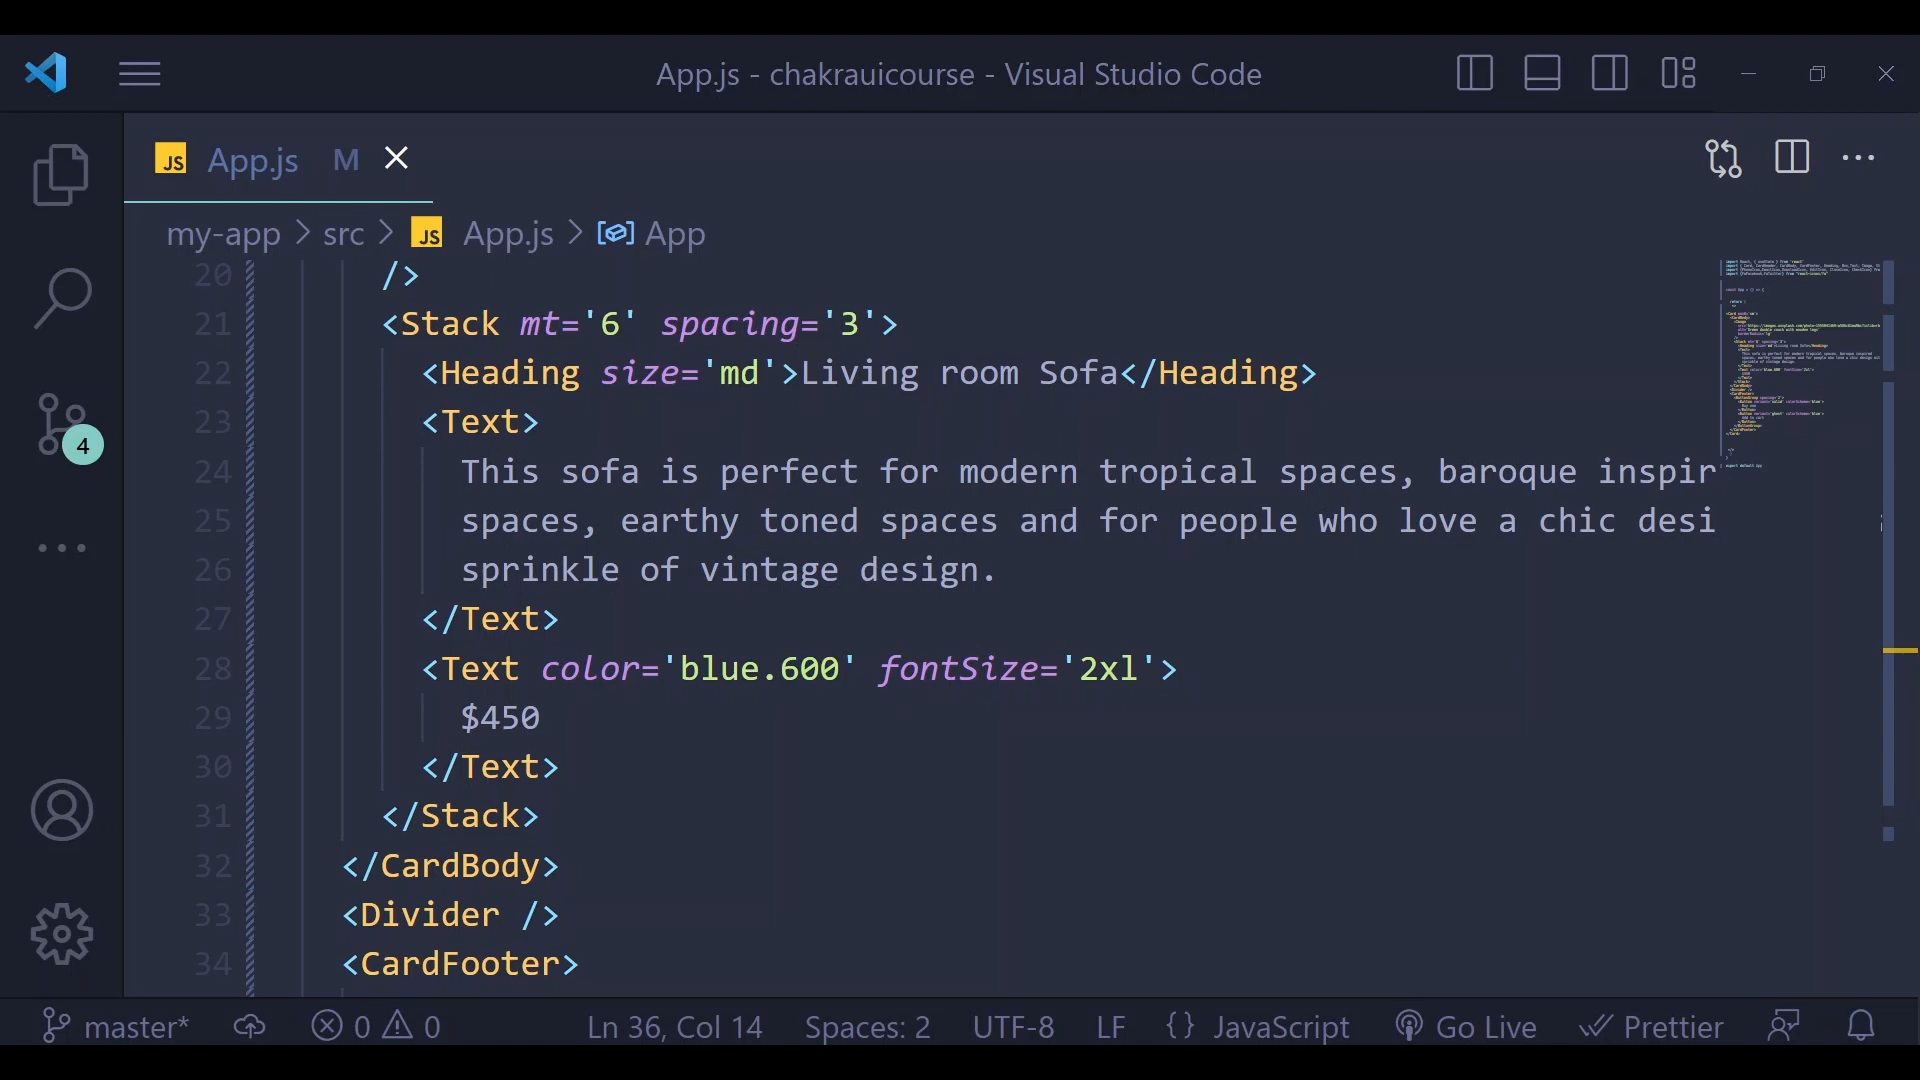 App.js - chakrauicourse - Visual Studio Code
JS App.js M
my-app > src > JS App.js > App
20 />
21 <Stack mt='6' spacing='3'>
22 <Heading size='md'>Living room Sofa</Heading>
23 <Text>
24 This sofa is perfect for modern tropical spaces, baroque inspir
25 spaces, earthy toned spaces and for people who love a chic desi
26 sprinkle of vintage design.
27 </Text>
28 <Text color='blue.600' fontSize='2xl'>
29 $450
30 </Text>
31 </Stack>
32 </CardBody>
33 <Divider />
34 <CardFooter>
4
master* 0 0 Ln 36, Col 14 Spaces: 2 UTF-8 LF {} JavaScript Go Live Prettier